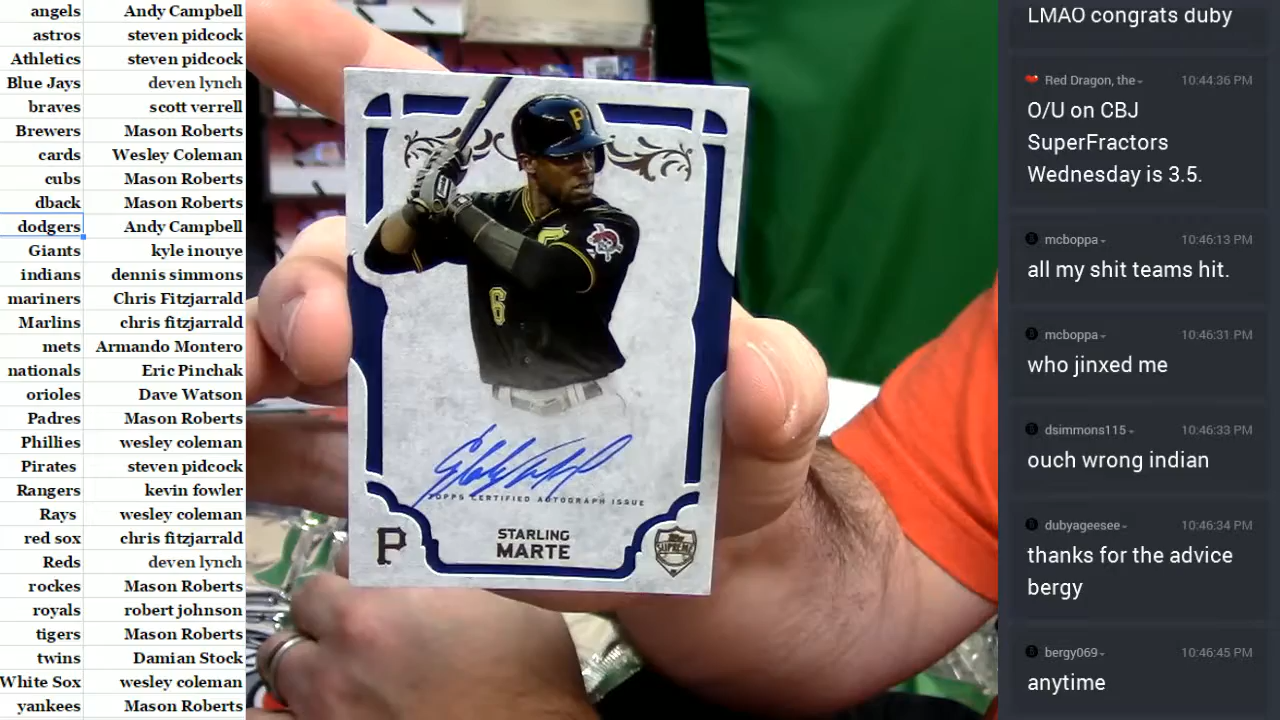 angels Andy Campbell
astros steven pidcock
Athletics steven pidcock
Blue Jays deven lynch
braves scott verrell
Brewers Mason Roberts
cards Wesley Coleman
cubs Mason Roberts
dback Mason Roberts
dodgers Andy Campbell
Giants kyle inouye
indians dennis simmons
mariners Chris Fitzjarrald
Marlins chris fitzjarrald
mets Armando Montero
nationals Eric Pinchak
orioles Dave Watson
Padres Mason Roberts
Phillies wesley coleman
Pirates steven pidcock
Rangers kevin fowler
Rays wesley coleman
red sox chris fitzjarrald
Reds deven lynch
rockes Mason Roberts
royals robert johnson
tigers Mason Roberts
twins Damian Stock
White Sox wesley coleman
yankees Mason Roberts
P
6
TOPPS CERTIFIED AUTOGRAPH ISSUE
STARLING
MARTE
P
Topps
SUPREME
LMAO congrats duby
Red Dragon, the 10:44:36 PM
O/U on CBJ
SuperFractors
Wednesday is 3.5.
mcboppa 10:46:13 PM
all my shit teams hit.
mcboppa 10:46:31 PM
who jinxed me
dsimmons115 10:46:33 PM
ouch wrong indian
dubyageesee 10:46:34 PM
thanks for the advice
bergy
bergy069 10:46:45 PM
anytime